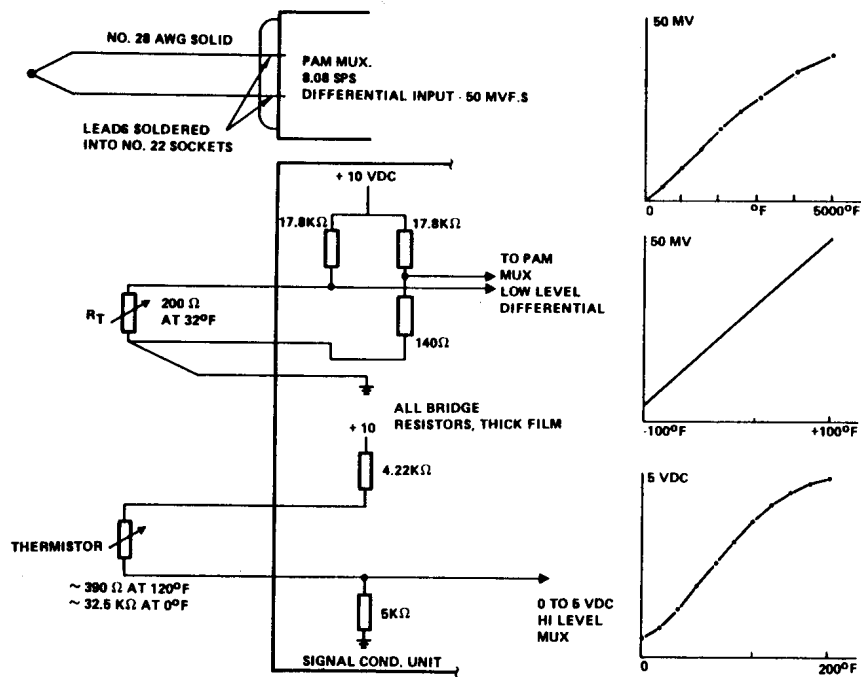 NO. 28 AWG SOLID
PAM MUX.
8.08 SPS
DIFFERENTIAL INPUT - 50 MVF.S
LEADS SOLDERED
INTO NO. 22 SOCKETS
50 MV
0
°F
5000°F
+ 10 VDC
17.8KΩ
17.8KΩ
TO PAM
MUX
LOW LEVEL
DIFFERENTIAL
RT
200 Ω
AT 32°F
140Ω
50 MV
-100°F
+100°F
ALL BRIDGE
RESISTORS, THICK FILM
+ 10
4.22KΩ
THERMISTOR
~ 390 Ω AT 120°F
~ 32.5 KΩ AT 0°F
5KΩ
0 TO 5 VDC
HI LEVEL
MUX
SIGNAL COND. UNIT
5 VDC
0
200°F